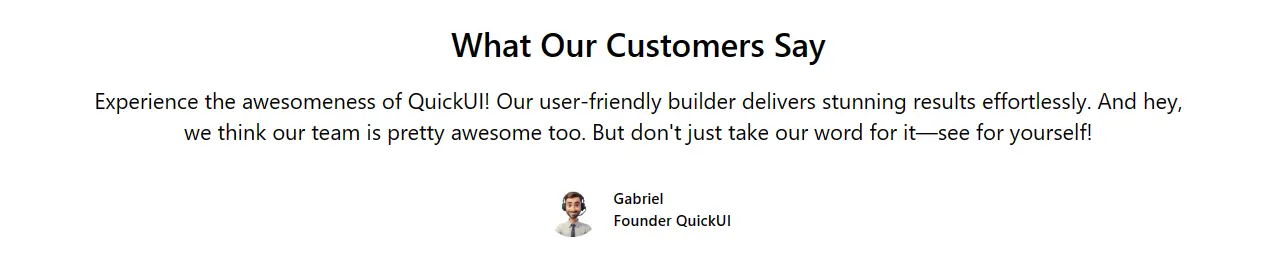 What Our Customers Say
Experience the awesomeness of QuickUI! Our user-friendly builder delivers stunning results effortlessly. And hey,
we think our team is pretty awesome too. But don't just take our word for it—see for yourself!
Gabriel
Founder QuickUI